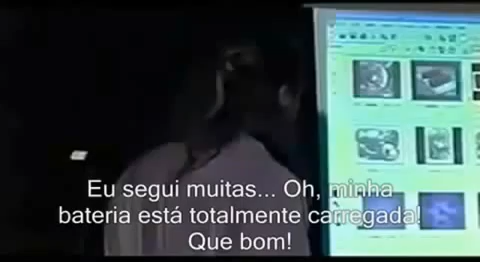 Eu segui muitas... Oh, minha
bateria está totalmente carregada!
Que bom!